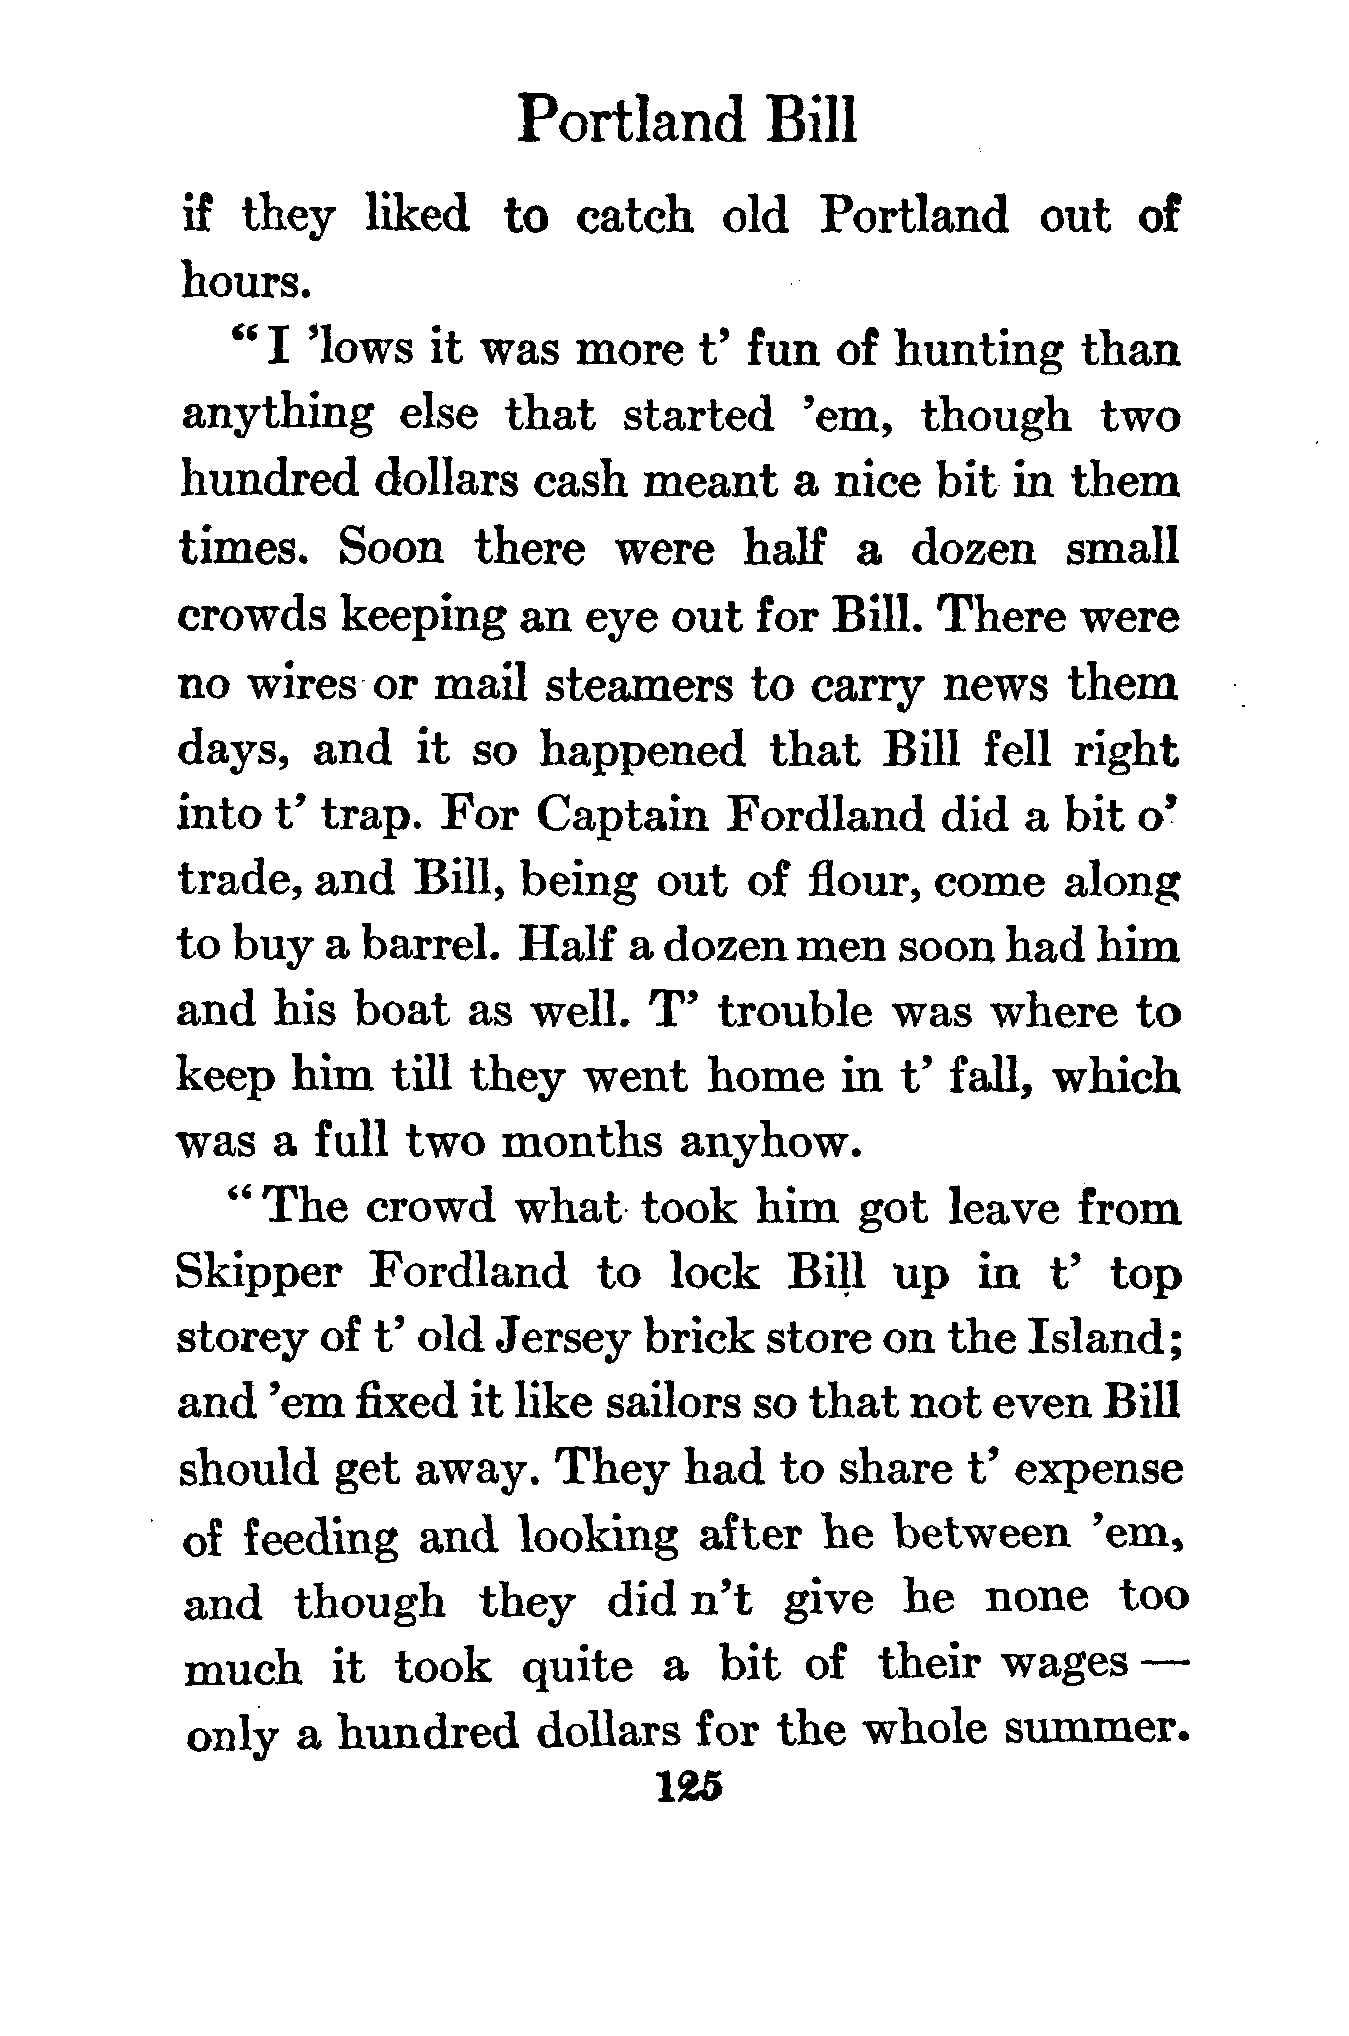 Portland Bill
if they liked to catch old Portland out of
hours.
“I ’lows it was more t’ fun of hunting than
anything else that started ’em, though two
hundred dollars cash meant a nice bit in them
times. Soon there were half a dozen small
crowds keeping an eye out for Bill. There were
no wires or mail steamers to carry news them
days, and it so happened that Bill fell right
into t’ trap. For Captain Fordland did a bit o’
trade, and Bill, being out of flour, come along
to buy a barrel. Half a dozen men soon had him
and his boat as well. T’ trouble was where to
keep him till they went home in t’ fall, which
was a full two months anyhow.
“The crowd what took him got leave from
Skipper Fordland to lock Bill up in t’ top
storey of t’ old Jersey brick store on the Island;
and ’em fixed it like sailors so that not even Bill
should get away. They had to share t’ expense
of feeding and looking after he between ’em,
and though they did n’t give he none too
much it took quite a bit of their wages —
only a hundred dollars for the whole summer.
125